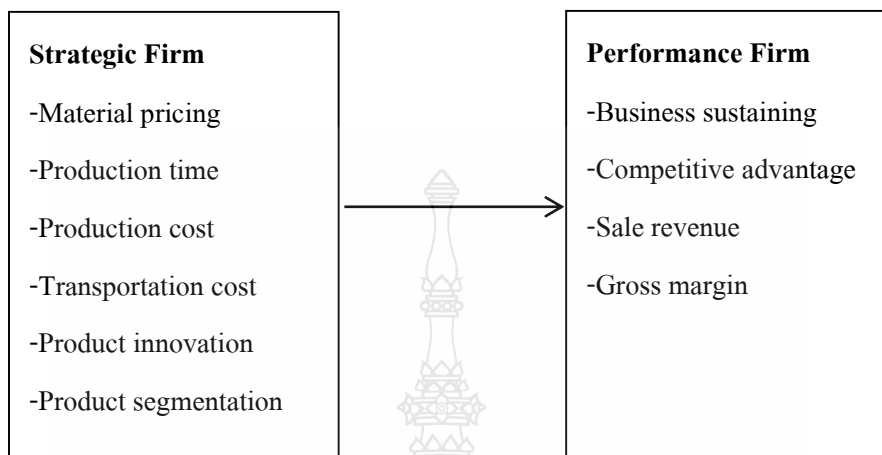 Strategic Firm
-Material pricing
-Production time
-Production cost
-Transportation cost
-Product innovation
-Product segmentation
Performance Firm
-Business sustaining
-Competitive advantage
-Sale revenue
-Gross margin